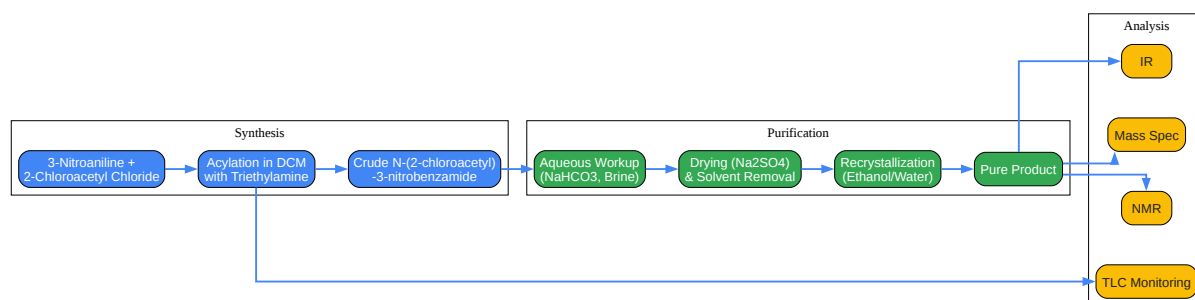 Analysis
IR
Mass Spec
NMR
TLC Monitoring
Synthesis
3-Nitroaniline +
2-Chloroacetyl Chloride
Acylation in DCM
with Triethylamine
Crude N-(2-chloroacetyl)
-3-nitrobenzamide
Purification
Aqueous Workup
(NaHCO3, Brine)
Drying (Na2SO4)
& Solvent Removal
Recrystallization
(Ethanol/Water)
Pure Product